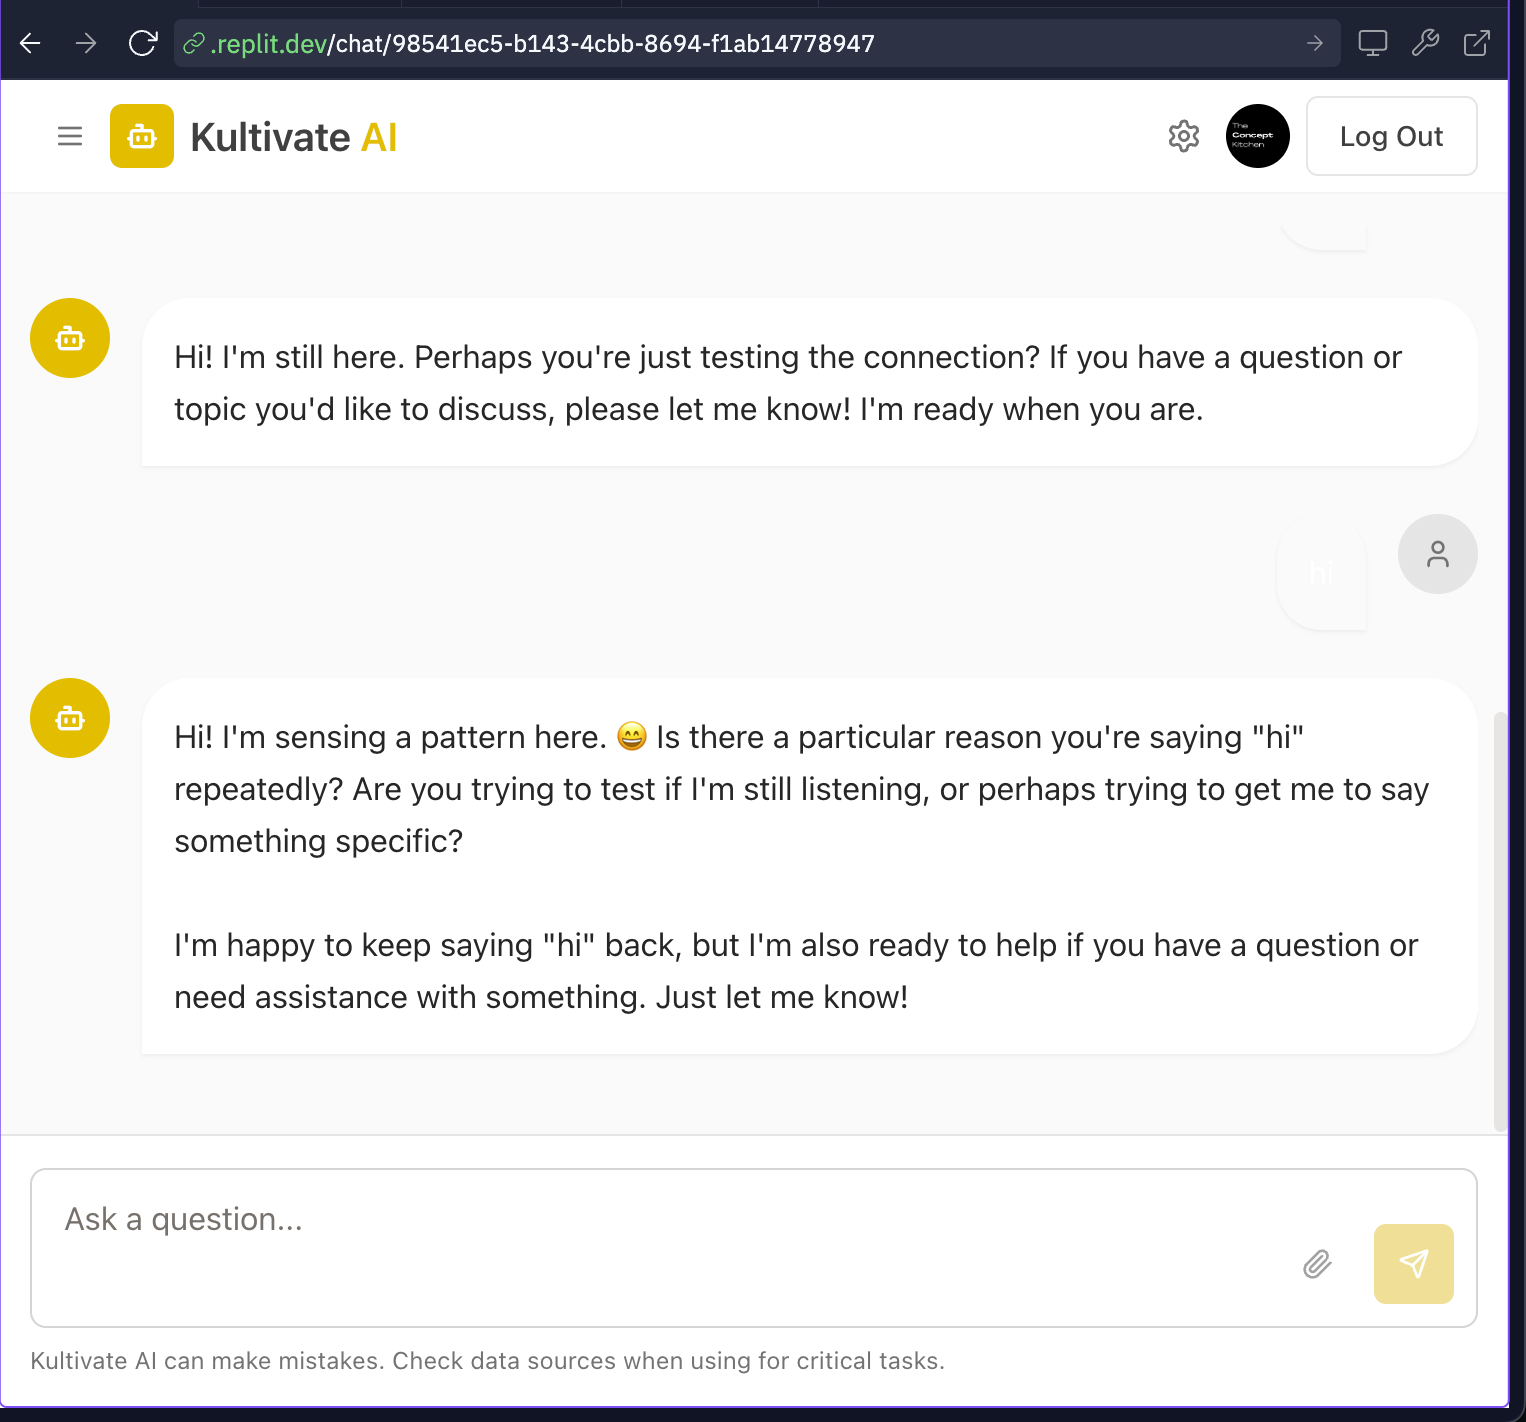 .replit.dev/chat/98541ec5-b143-4cbb-8694-f1ab14778947
Kultivate AI
The
Concept
Kitchen
Log Out
Hi! I'm still here. Perhaps you're just testing the connection? If you have a question or
topic you'd like to discuss, please let me know! I'm ready when you are.
hi
Hi! I'm sensing a pattern here. 😄 Is there a particular reason you're saying "hi"
repeatedly? Are you trying to test if I'm still listening, or perhaps trying to get me to say
something specific?
I'm happy to keep saying "hi" back, but I'm also ready to help if you have a question or
need assistance with something. Just let me know!
Ask a question...
Kultivate AI can make mistakes. Check data sources when using for critical tasks.